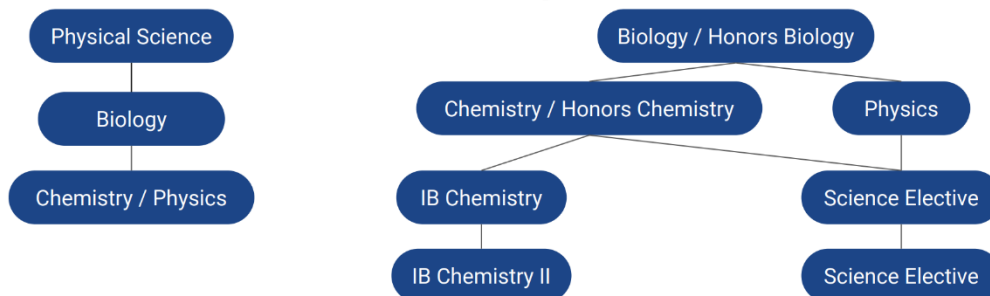 Physical Science
Biology
Chemistry / Physics
Biology / Honors Biology
Chemistry / Honors Chemistry
Physics
IB Chemistry
Science Elective
IB Chemistry II
Science Elective